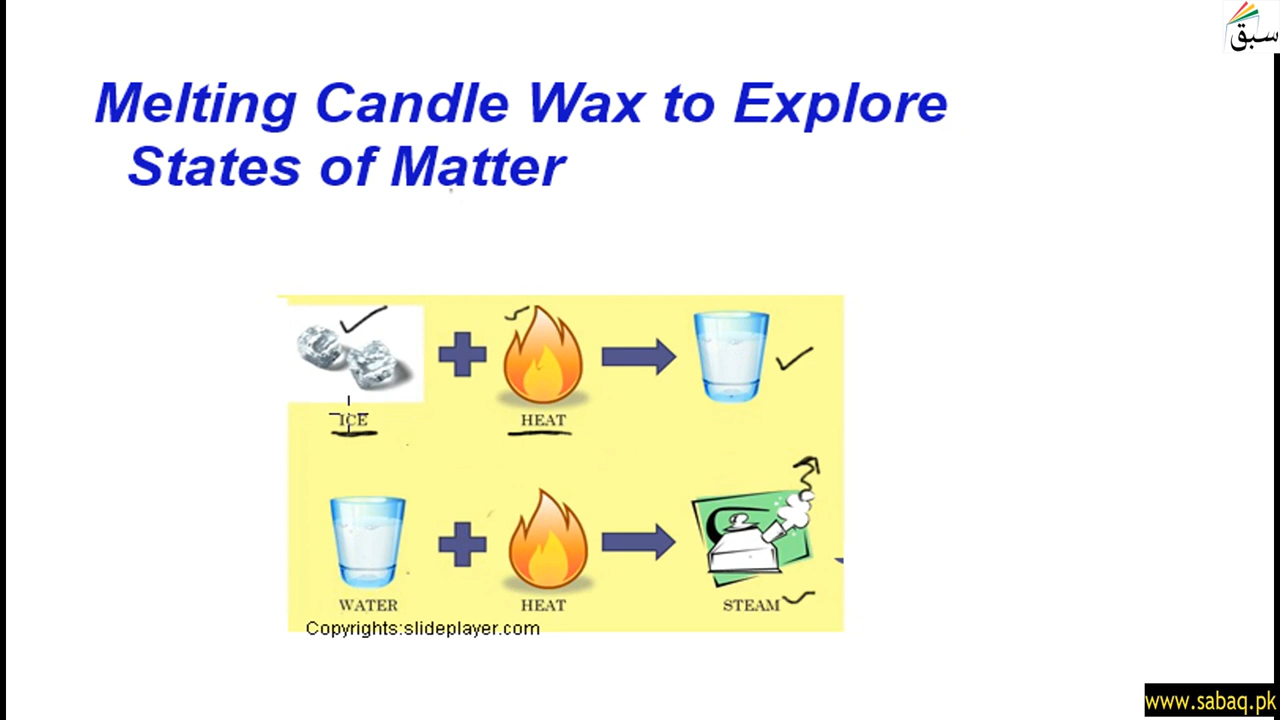 سبق
Melting Candle Wax to Explore
States of Matter
ICE
HEAT
WATER
HEAT
STEAM
Copyrights:slideplayer.com
www.sabaq.pk